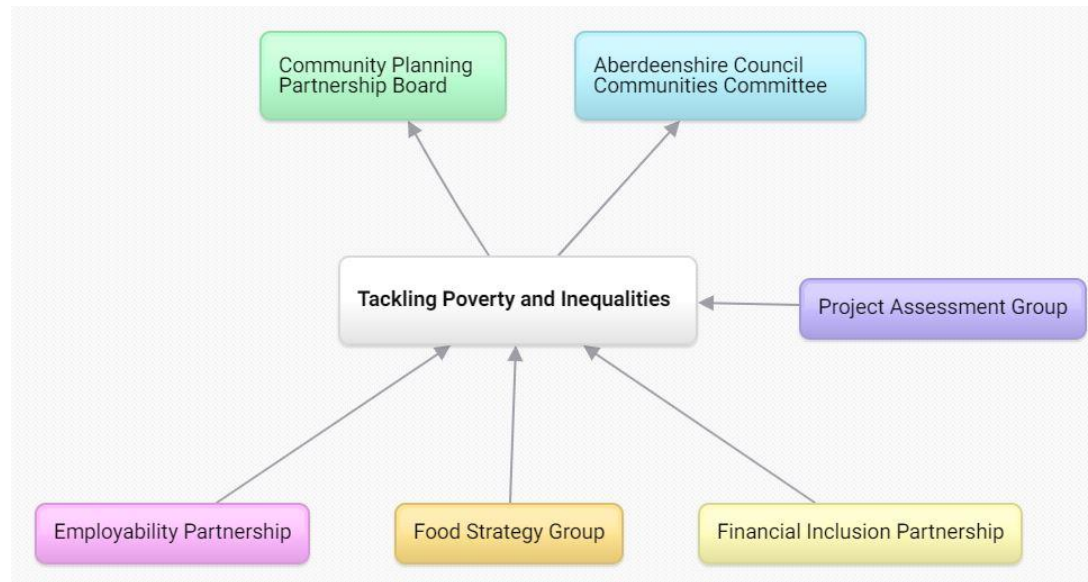 Community Planning
Partnership Board
Aberdeenshire Council
Communities Committee
Tackling Poverty and Inequalities
Project Assessment Group
Employability Partnership
Food Strategy Group
Financial Inclusion Partnership